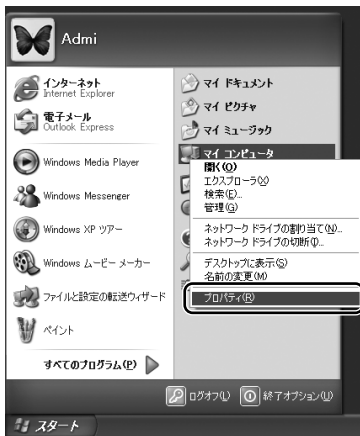 Admi
インターネット
Internet Explorer
電子メール
Outlook Express
Windows Media Player
Windows Messenger
Windows XP ツアー
Windows ムービー メーカー
ファイルと設定の転送ウィザード
ペイント
すべてのプログラム(P)
マイ ドキュメント
マイ ピクチャ
マイ ミュージック
マイ コンピュータ
開く(O)
エクスプローラ(X)
検索(E)...
管理(G)
ネットワーク ドライブの割り当て(N)...
ネットワーク ドライブの切断(I)...
デスクトップに表示(S)
名前の変更(M)
プロパティ(R)
ログオフ(L)
終了オプション(U)
スタート